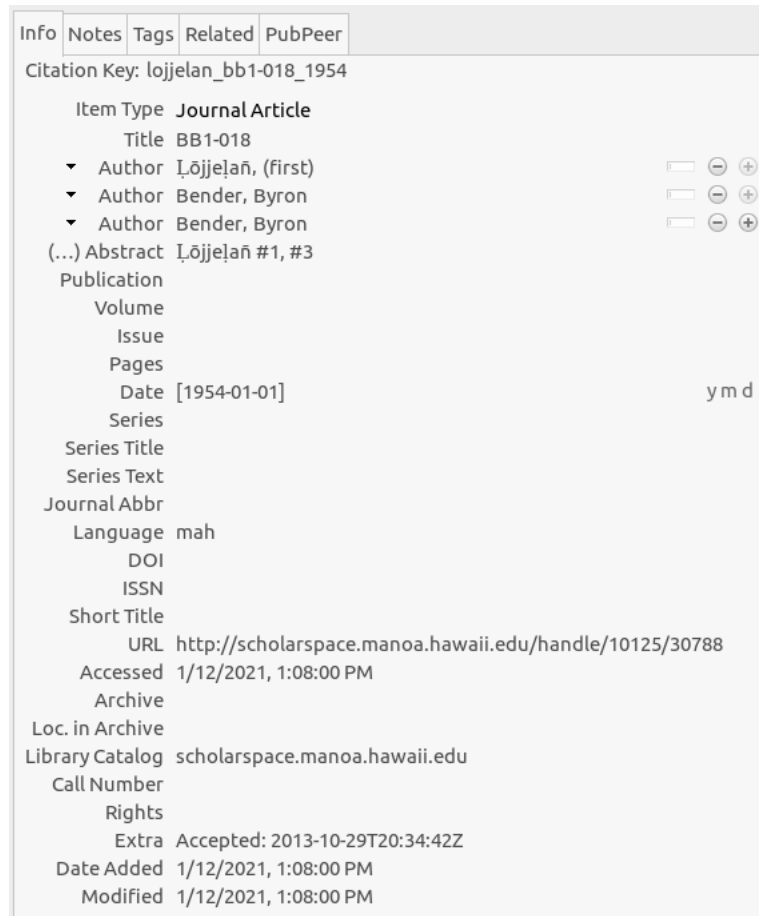 Info Notes Tags Related PubPeer
Citation Key: lojjelan_bb1-018_1954
Item Type Journal Article
Title BB1-018
Author Ḷōjjeḷañ, (first)
Author Bender, Byron
Author Bender, Byron
(...) Abstract Ḷōjjeḷañ #1, #3
Publication
Volume
Issue
Pages
Date [1954-01-01] y m d
Series
Series Title
Series Text
Journal Abbr
Language mah
DOI
ISSN
Short Title
URL http://scholarspace.manoa.hawaii.edu/handle/10125/30788
Accessed 1/12/2021, 1:08:00 PM
Archive
Loc. in Archive
Library Catalog scholarspace.manoa.hawaii.edu
Call Number
Rights
Extra Accepted: 2013-10-29T20:34:42Z
Date Added 1/12/2021, 1:08:00 PM
Modified 1/12/2021, 1:08:00 PM